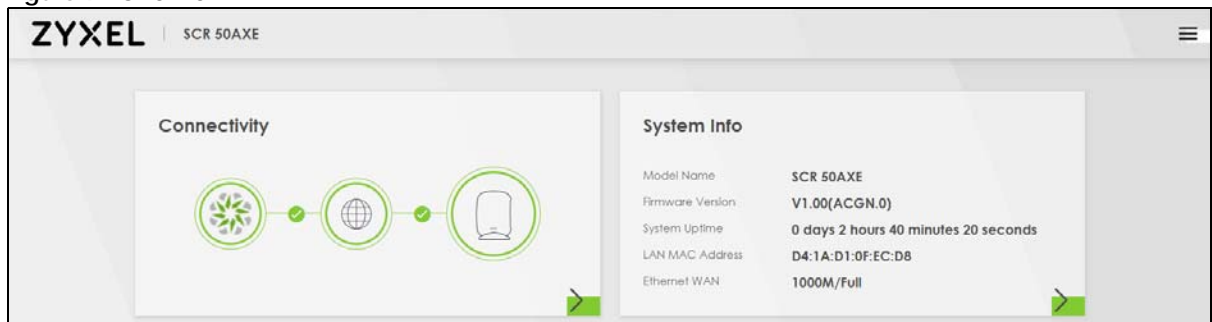 ZYXEL SCR 50AXE
Connectivity
System Info
Model Name SCR 50AXE
Firmware Version V1.00(ACGN.0)
System Uptime 0 days 2 hours 40 minutes 20 seconds
LAN MAC Address D4:1A:D1:0F:EC:D8
Ethernet WAN 1000M/Full